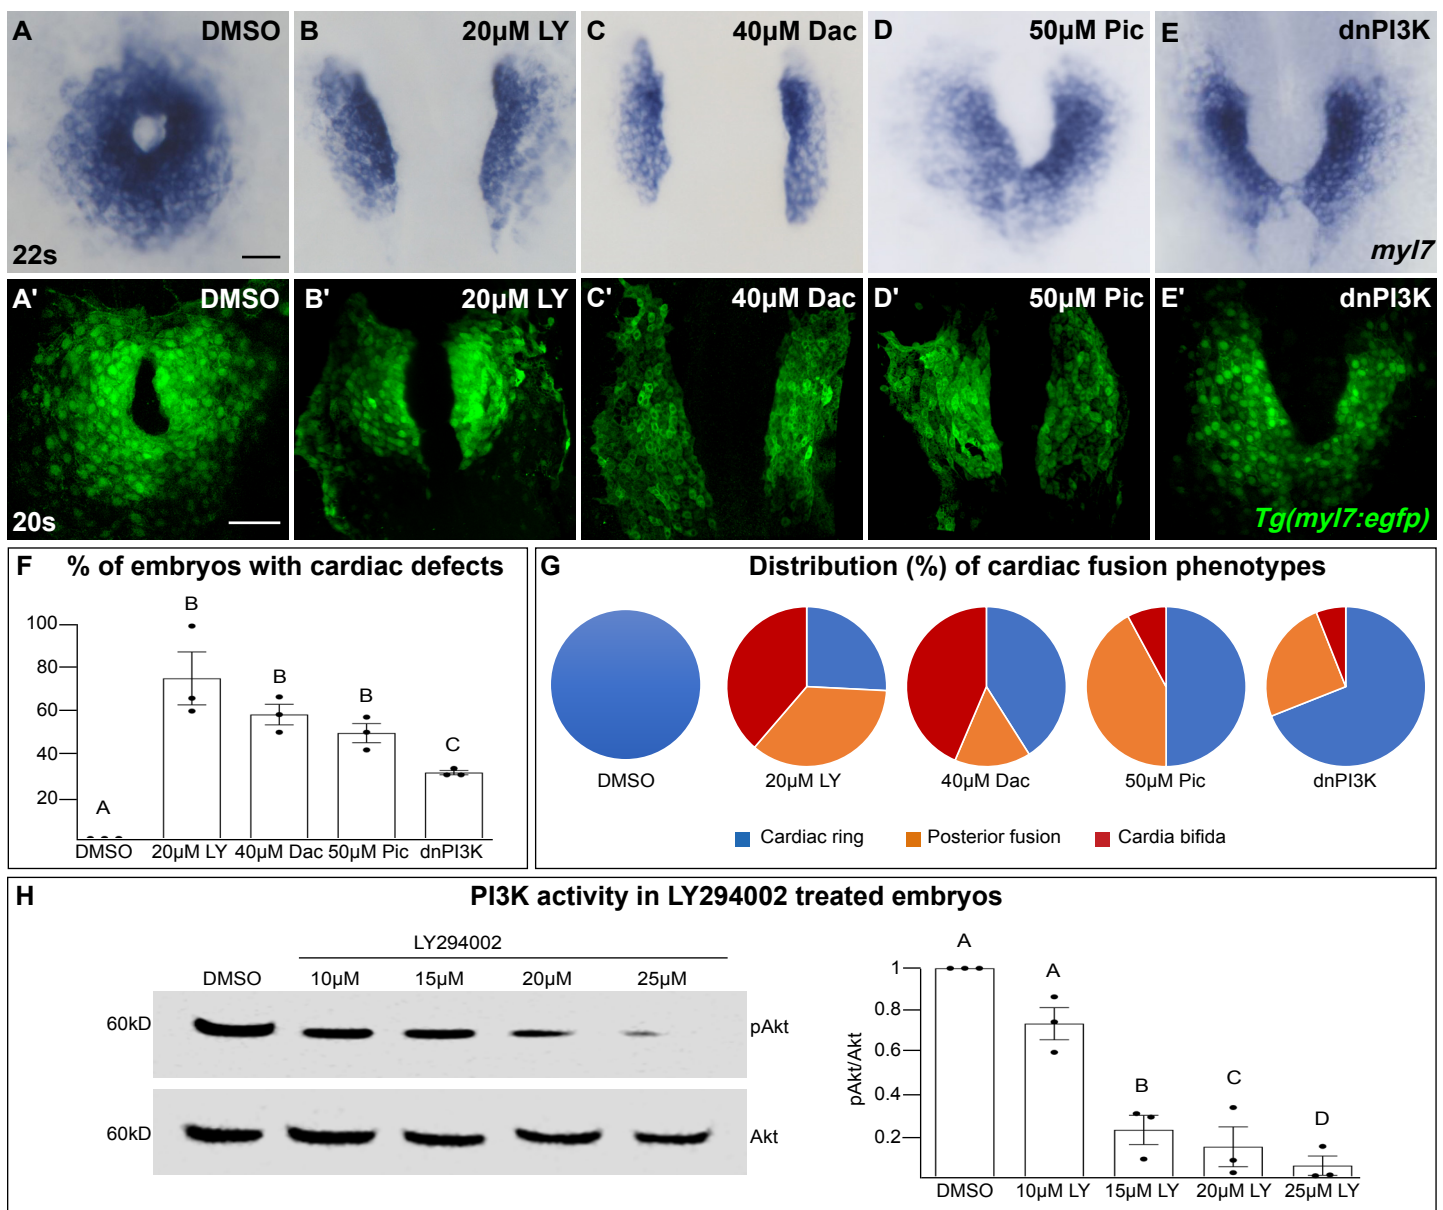 A DMSO
B 20µM LY
C 40µM Dac
D 50µM Pic
E dnPI3K
22s
myl7
A' DMSO
B' 20µM LY
C' 40µM Dac
D' 50µM Pic
E' dnPI3K
20s
Tg(myl7:egfp)
F % of embryos with cardiac defects
100
80
60
40
20
A
B
B
B
C
DMSO 20µM LY 40µM Dac 50µM Pic dnPI3K
G Distribution (%) of cardiac fusion phenotypes
DMSO 20µM LY 40µM Dac 50µM Pic dnPI3K
Cardiac ring Posterior fusion Cardia bifida
H PI3K activity in LY294002 treated embryos
LY294002
DMSO 10µM 15µM 20µM 25µM
60kD pAkt
60kD Akt
pAkt/Akt
1
0.8
0.6
0.4
0.2
A
A
B
C
D
DMSO 10µM LY 15µM LY 20µM LY 25µM LY